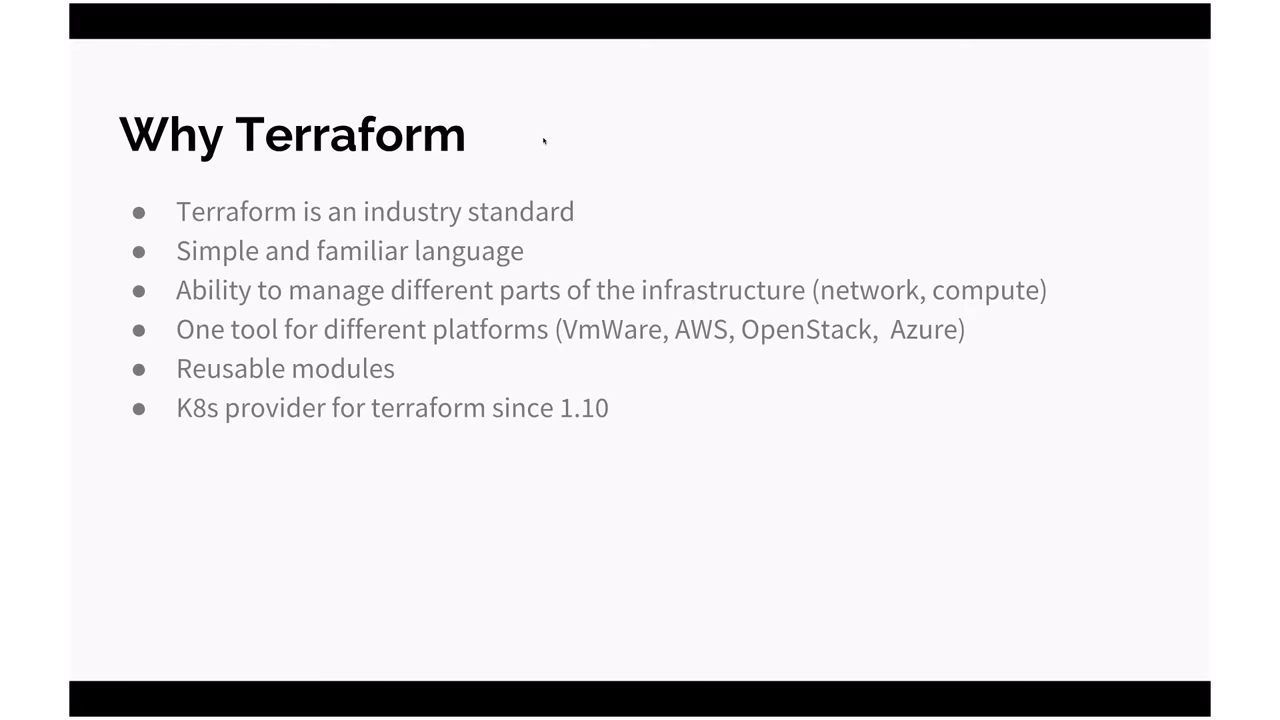 Why Terraform
● Terraform is an industry standard
● Simple and familiar language
● Ability to manage different parts of the infrastructure (network, compute)
● One tool for different platforms (VmWare, AWS, OpenStack,  Azure)
● Reusable modules
● K8s provider for terraform since 1.10